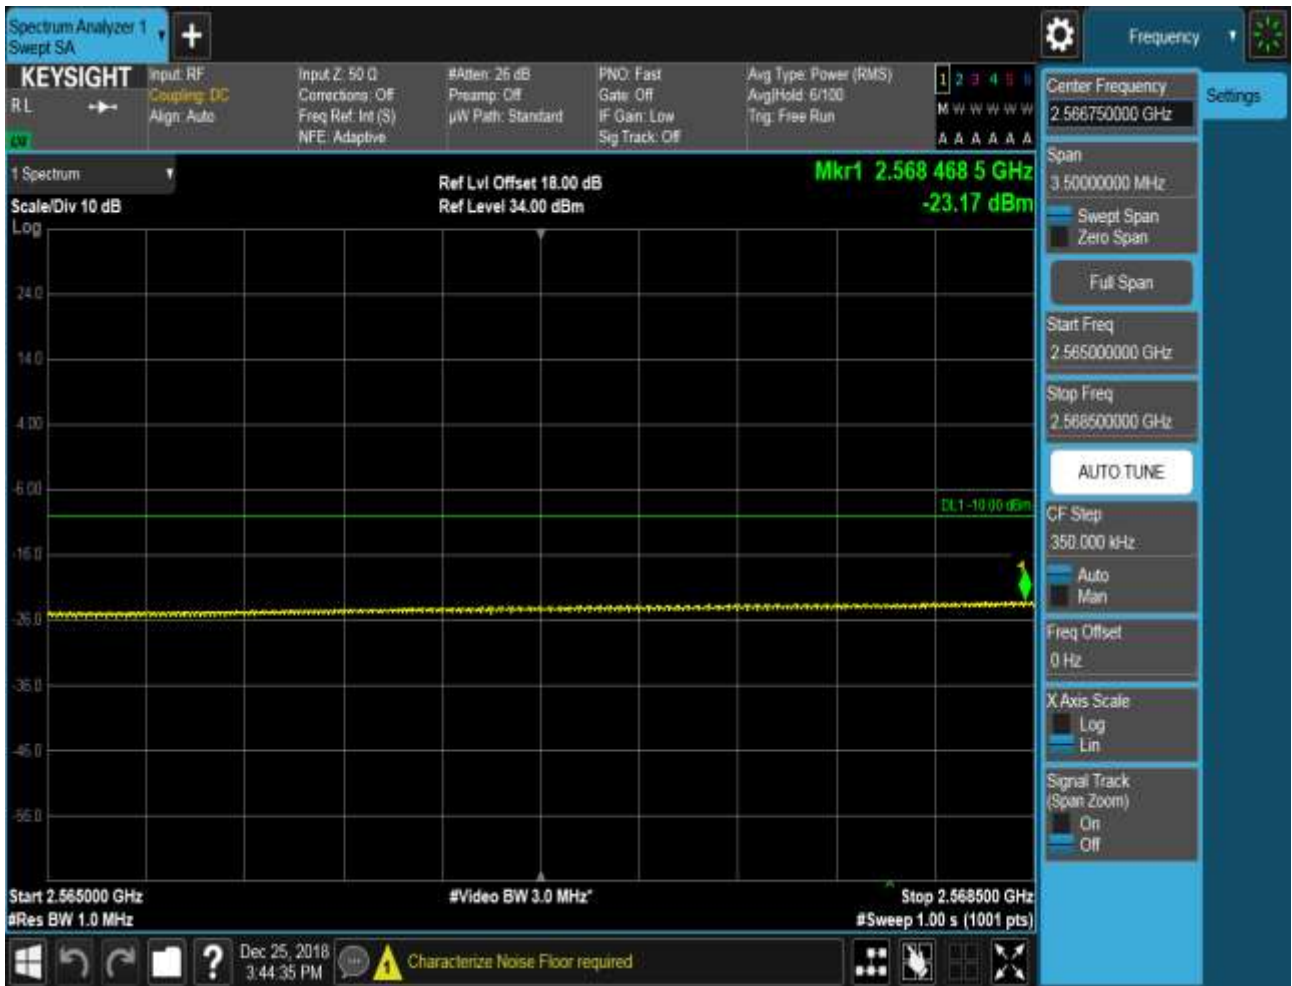 Spectrum Analyzer 1
Swept SA
Frequency
KEYSIGHT
R L
Input: RF
Coupling: DC
Align: Auto
Input Z: 50 Ω
Corrections: Off
Freq Ref: Int (S)
NFE: Adaptive
#Atten: 26 dB
Preamp: Off
µW Path: Standard
PNO: Fast
Gate: Off
IF Gain: Low
Sig Track: Off
Avg Type: Power (RMS)
Avg|Hold: 6/100
Trig: Free Run
1 2 3 4 5 6
M W W W W W
A A A A A A
1 Spectrum
Scale/Div 10 dB
Log
Ref Lvl Offset 18.00 dB
Ref Level 34.00 dBm
Mkr1 2.568 468 5 GHz
-23.17 dBm
24.0
14.0
4.00
-6.00
-16.0
-26.0
-36.0
-46.0
-56.0
DL1 -10.00 dBm
1
Start 2.565000 GHz
#Res BW 1.0 MHz
#Video BW 3.0 MHz*
Stop 2.568500 GHz
#Sweep 1.00 s (1001 pts)
Center Frequency
2.566750000 GHz
Settings
Span
3.50000000 MHz
Swept Span
Zero Span
Full Span
Start Freq
2.565000000 GHz
Stop Freq
2.568500000 GHz
AUTO TUNE
CF Step
350.000 kHz
Auto
Man
Freq Offset
0 Hz
X Axis Scale
Log
Lin
Signal Track
(Span Zoom)
On
Off
?
Dec 25, 2018
3:44:35 PM
1
Characterize Noise Floor required